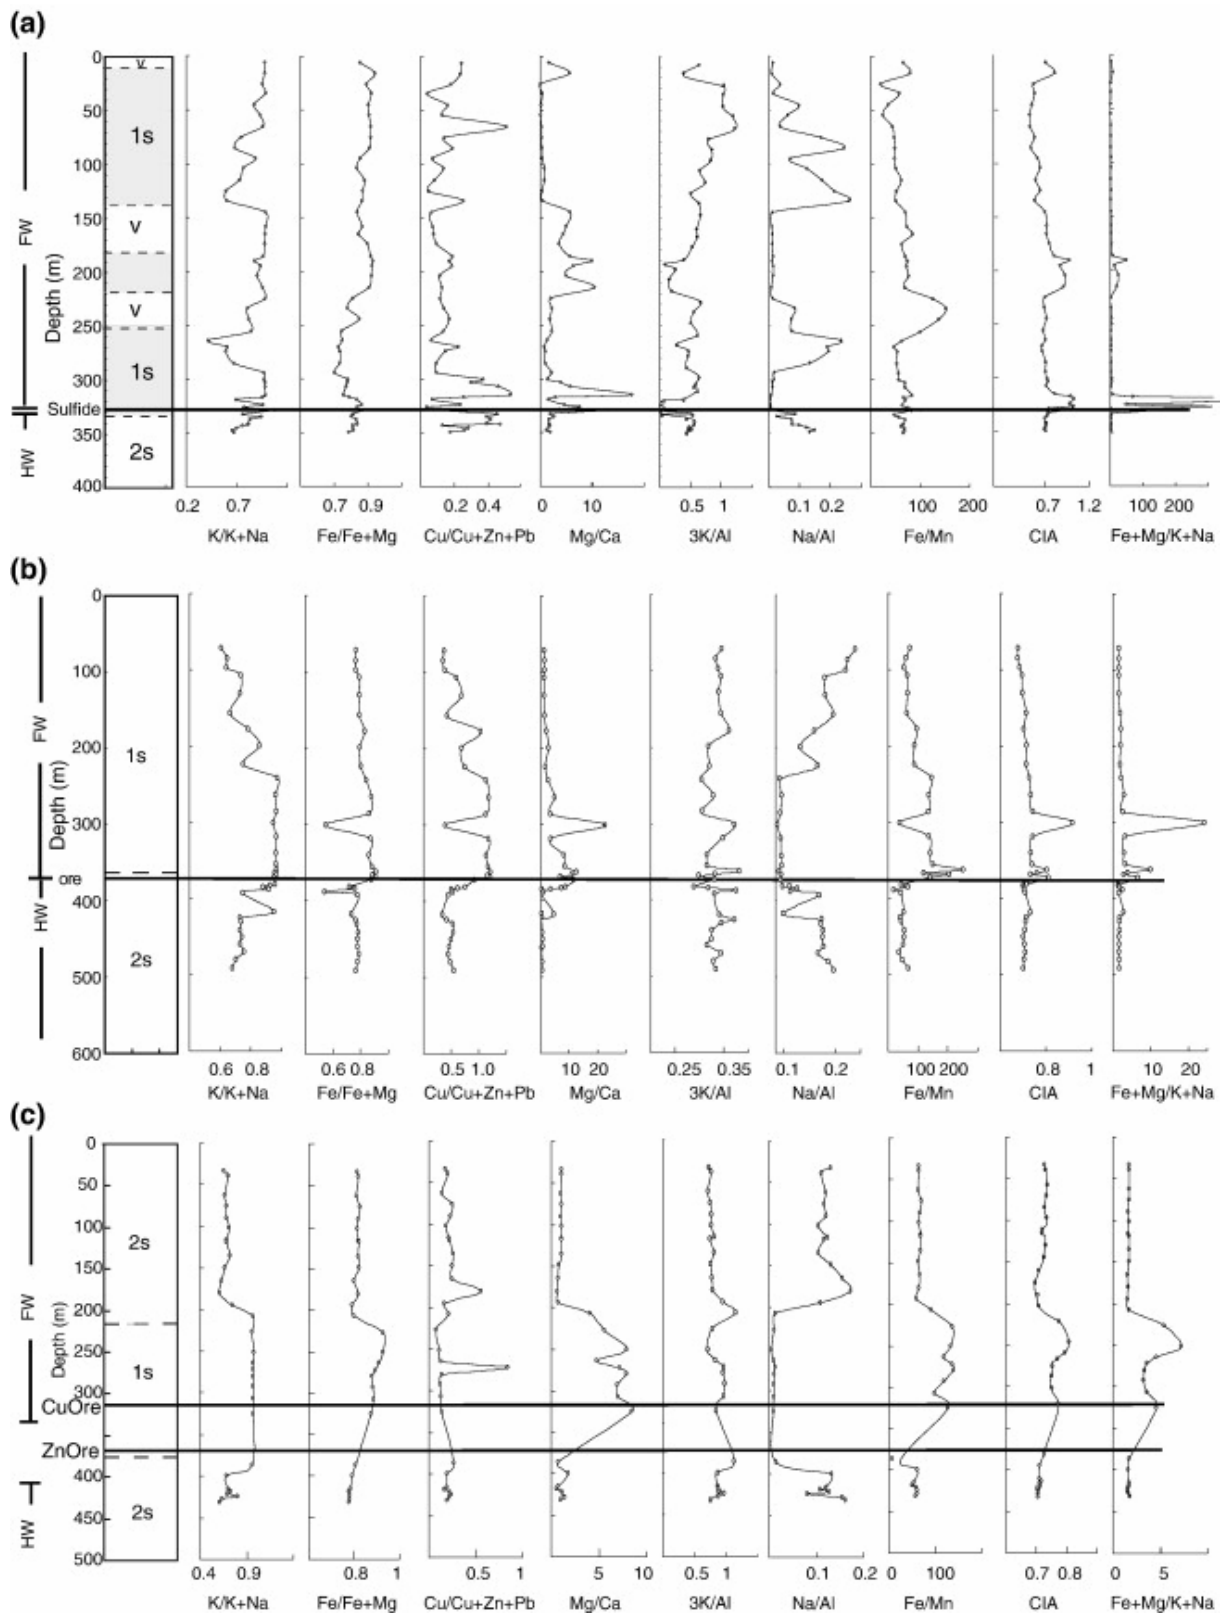 (a)
0
50
100
150
200
250
300
Sulfide
350
400
Depth (m)
FW
HW
v
1s
v
v
1s
2s
0.2 0.7
0.7 0.9
0.2 0.4
0 10
0.5 1
0.1 0.2
100 200
0.7 1.2
100 200
K/K+Na Fe/Fe+Mg Cu/Cu+Zn+Pb Mg/Ca 3K/Al Na/Al Fe/Mn CIA Fe+Mg/K+Na
(b)
0
100
200
300
ore
400
500
600
Depth (m)
FW
HW
1s
2s
0.6 0.8
0.6 0.8
0.5 1.0
10 20
0.25 0.35
0.1 0.2
100 200
0.8 1
10 20
K/K+Na Fe/Fe+Mg Cu/Cu+Zn+Pb Mg/Ca 3K/Al Na/Al Fe/Mn CIA Fe+Mg/K+Na
(c)
0
50
100
150
200
250
300
CuOre
ZnOre
400
450
500
Depth (m)
FW
HW
2s
1s
2s
0.4 0.9
0.8 1
0.5 1
5 10
0.5 1
0.1 0.2
0 100
0.7 0.8
0 5
K/K+Na Fe/Fe+Mg Cu/Cu+Zn+Pb Mg/Ca 3K/Al Na/Al Fe/Mn CIA Fe+Mg/K+Na